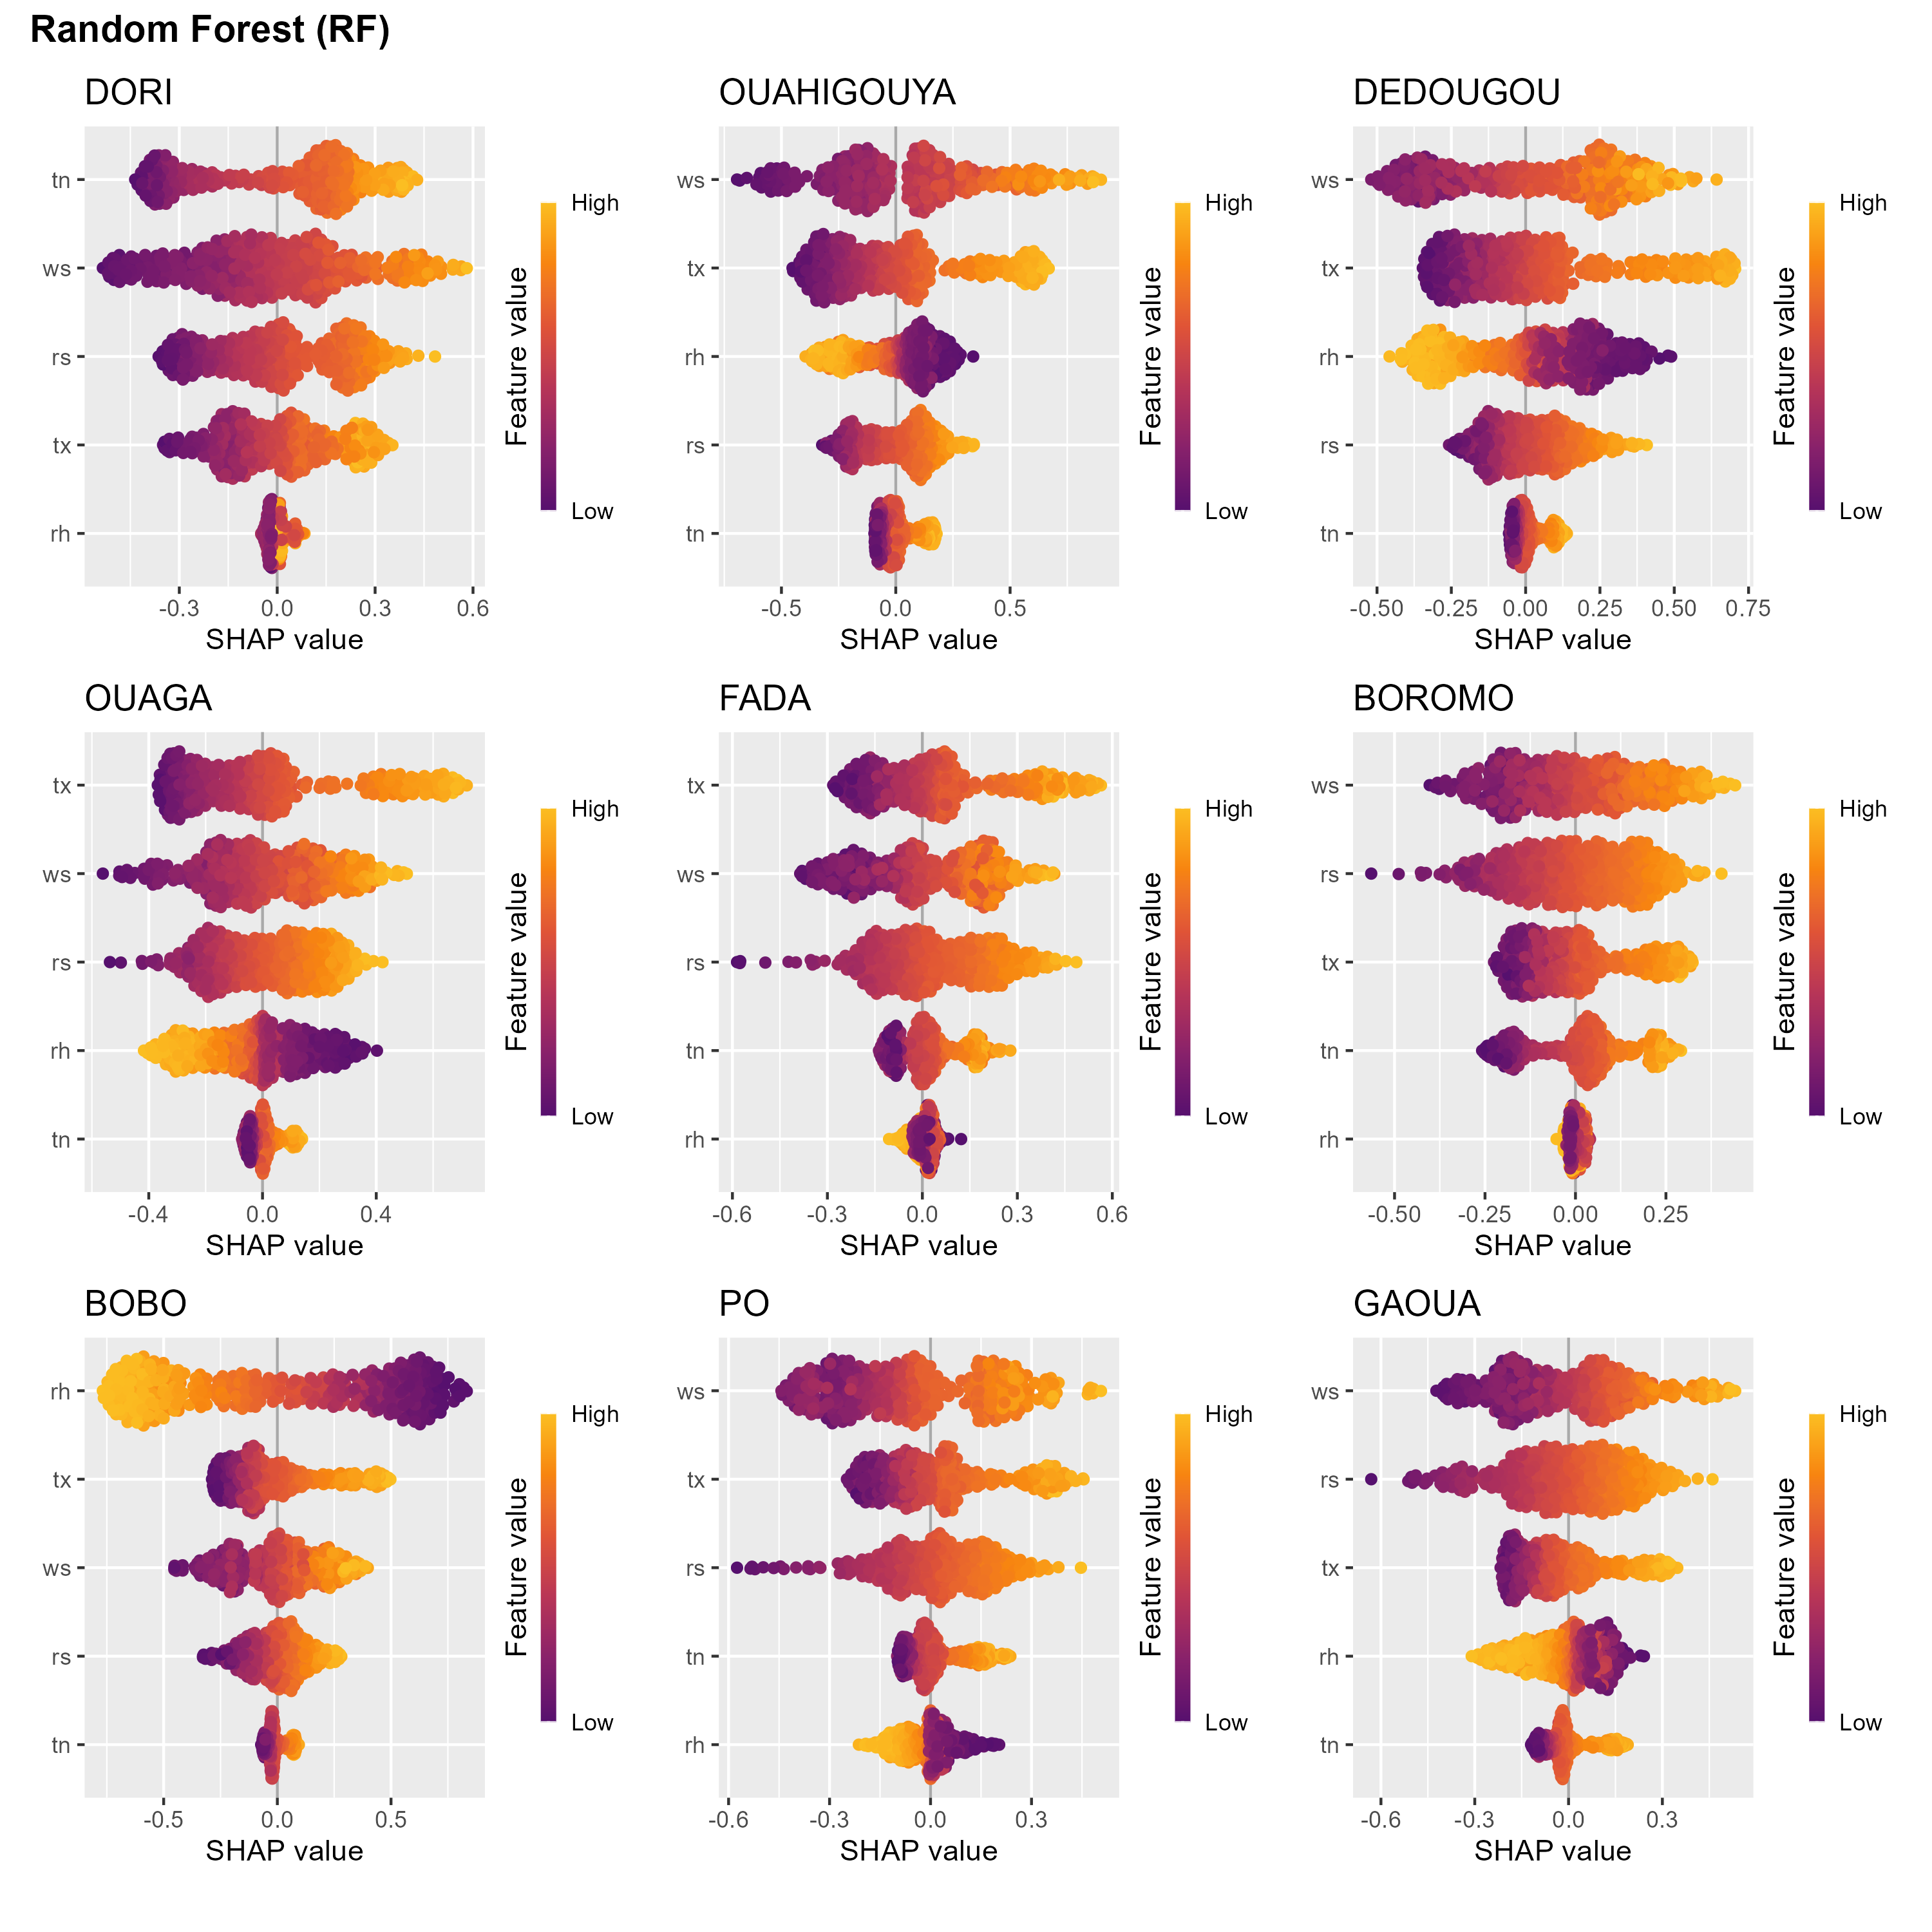 Random Forest (RF)
DORI
tn
ws
rs
tx
rh
-0.3 0.0 0.3 0.6
SHAP value
Feature value
High
Low
OUAHIGOUYA
ws
tx
rh
rs
tn
-0.5 0.0 0.5
SHAP value
Feature value
High
Low
DEDOUGOU
ws
tx
rh
rs
tn
-0.50 -0.25 0.00 0.25 0.50 0.75
SHAP value
Feature value
High
Low
OUAGA
tx
ws
rs
rh
tn
-0.4 0.0 0.4
SHAP value
Feature value
High
Low
FADA
tx
ws
rs
tn
rh
-0.6 -0.3 0.0 0.3 0.6
SHAP value
Feature value
High
Low
BOROMO
ws
rs
tx
tn
rh
-0.50 -0.25 0.00 0.25
SHAP value
Feature value
High
Low
BOBO
rh
tx
ws
rs
tn
-0.5 0.0 0.5
SHAP value
Feature value
High
Low
PO
ws
tx
rs
tn
rh
-0.6 -0.3 0.0 0.3
SHAP value
Feature value
High
Low
GAOUA
ws
rs
tx
rh
tn
-0.6 -0.3 0.0 0.3
SHAP value
Feature value
High
Low